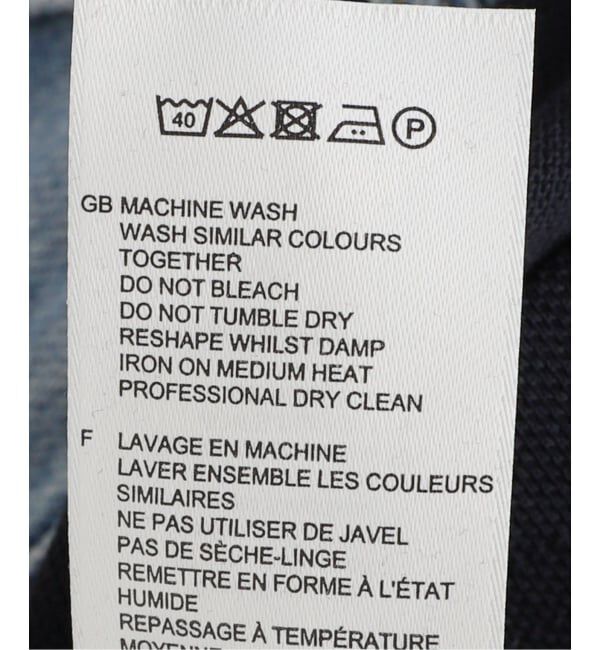 40 P
GB MACHINE WASH
WASH SIMILAR COLOURS
TOGETHER
DO NOT BLEACH
DO NOT TUMBLE DRY
RESHAPE WHILST DAMP
IRON ON MEDIUM HEAT
PROFESSIONAL DRY CLEAN
F LAVAGE EN MACHINE
LAVER ENSEMBLE LES COULEURS
SIMILAIRES
NE PAS UTILISER DE JAVEL
PAS DE SÈCHE-LINGE
REMETTRE EN FORME À L'ÉTAT
HUMIDE
REPASSAGE À TEMPÉRATURE
MOYENNE